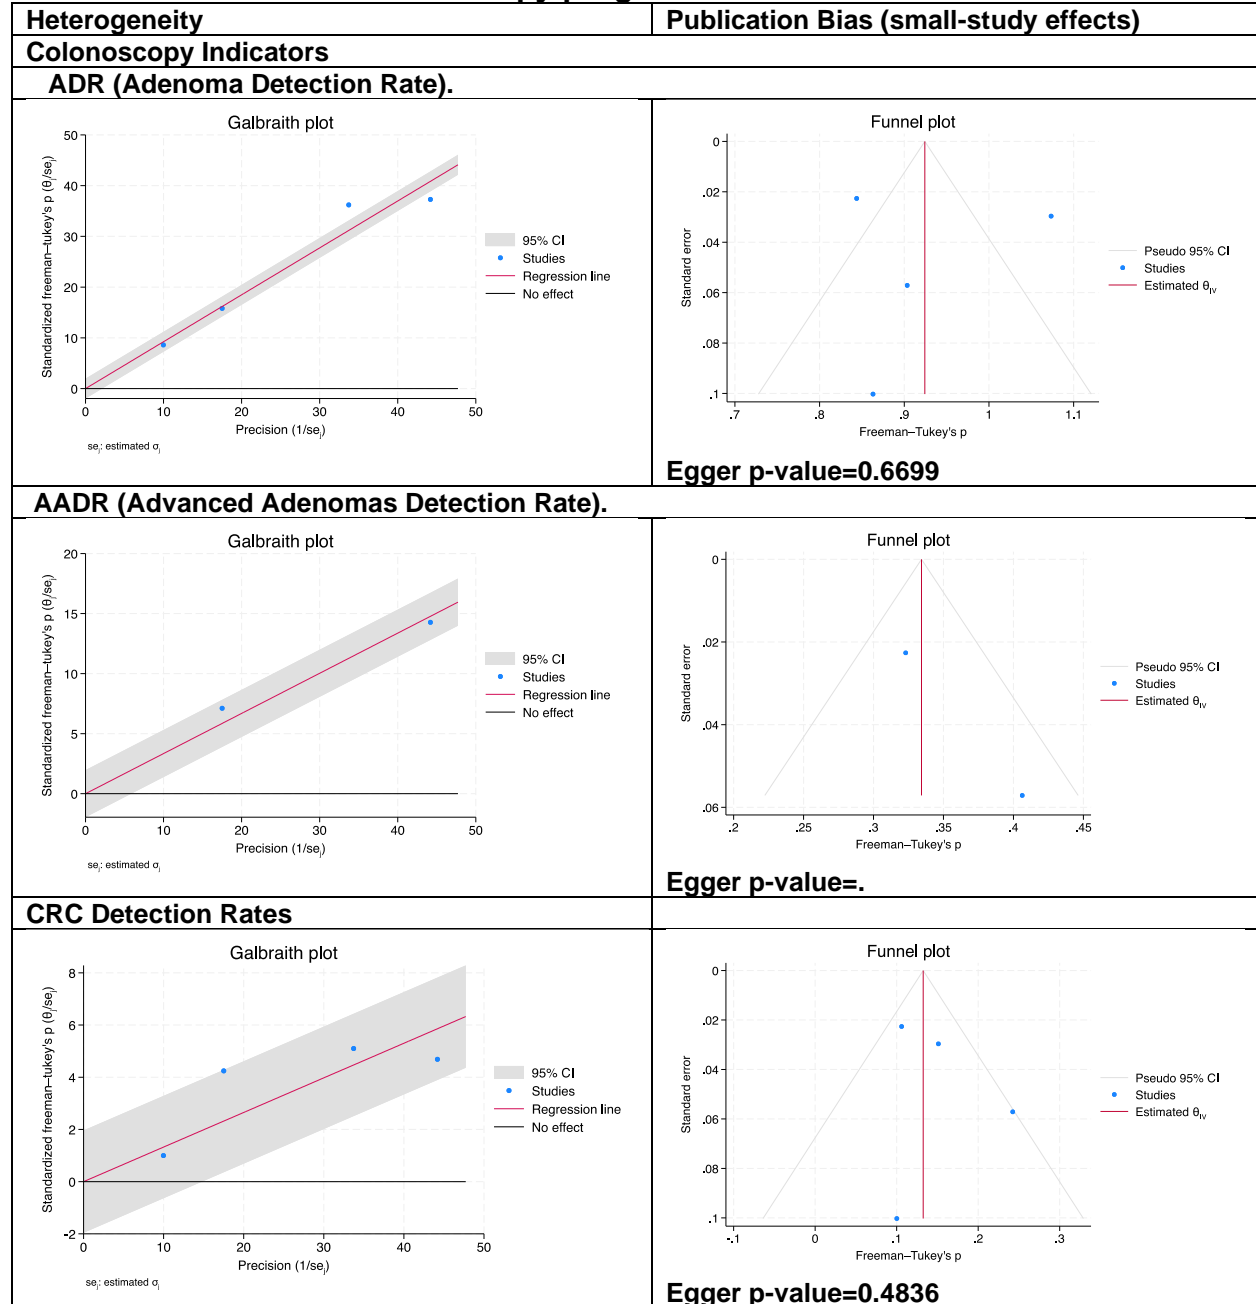 Heterogeneity
Publication Bias (small-study effects)
Colonoscopy Indicators
ADR (Adenoma Detection Rate).
Galbraith plot
Standardized freeman–tukey's p (θj/sej)
50
40
30
20
10
0
0 10 20 30 40 50
Precision (1/sej)
sej: estimated σj
95% CI
Studies
Regression line
No effect
Funnel plot
Standard error
0
.02
.04
.06
.08
.1
.7 .8 .9 1 1.1
Freeman–Tukey's p
Pseudo 95% CI
Studies
Estimated θIV
Egger p-value=0.6699
AADR (Advanced Adenomas Detection Rate).
Galbraith plot
Standardized freeman–tukey's p (θj/sej)
20
15
10
5
0
0 10 20 30 40 50
Precision (1/sej)
sej: estimated σj
95% CI
Studies
Regression line
No effect
Funnel plot
Standard error
0
.02
.04
.06
.2 .25 .3 .35 .4 .45
Freeman–Tukey's p
Pseudo 95% CI
Studies
Estimated θIV
Egger p-value=.
CRC Detection Rates
Galbraith plot
Standardized freeman–tukey's p (θj/sej)
8
6
4
2
0
-2
0 10 20 30 40 50
Precision (1/sej)
sej: estimated σj
95% CI
Studies
Regression line
No effect
Funnel plot
Standard error
0
.02
.04
.06
.08
.1
-.1 0 .1 .2 .3
Freeman–Tukey's p
Pseudo 95% CI
Studies
Estimated θIV
Egger p-value=0.4836